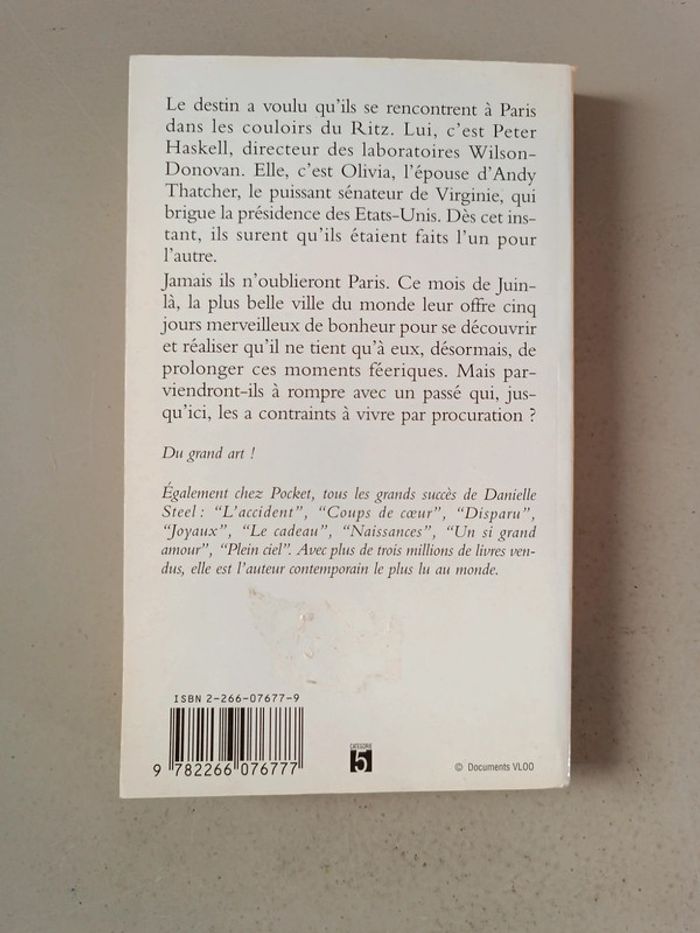 Le destin a voulu qu'ils se rencontrent à Paris
dans les couloirs du Ritz. Lui, c'est Peter
Haskell, directeur des laboratoires Wilson-
Donovan. Elle, c'est Olivia, l'épouse d'Andy
Thatcher, le puissant sénateur de Virginie, qui
brigue la présidence des Etats-Unis. Dès cet ins-
tant, ils surent qu'ils étaient faits l'un pour
l'autre.
Jamais ils n'oublieront Paris. Ce mois de Juin-
là, la plus belle ville du monde leur offre cinq
jours merveilleux de bonheur pour se découvrir
et réaliser qu'il ne tient qu'à eux, désormais, de
prolonger ces moments féeriques. Mais par-
viendront-ils à rompre avec un passé qui, jus-
qu'ici, les a contraints à vivre par procuration ?
Du grand art !
Également chez Pocket, tous les grands succès de Danielle
Steel : "L'accident", "Coups de cœur", "Disparu",
"Joyaux", "Le cadeau", "Naissances", "Un si grand
amour", "Plein ciel". Avec plus de trois millions de livres ven-
dus, elle est l'auteur contemporain le plus lu au monde.
ISBN 2-266-07677-9
9 782266 076777
CATEGORIE
5
© Documents VLOO